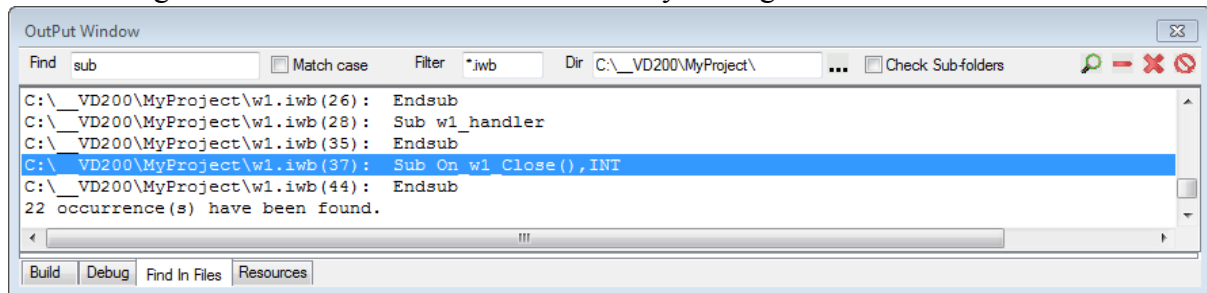 OutPut Window
Find sub Match case Filter *.iwb Dir C:\__VD200\MyProject\ ... Check Sub-folders
C:\__VD200\MyProject\w1.iwb(26): Endsub
C:\__VD200\MyProject\w1.iwb(28): Sub w1_handler
C:\__VD200\MyProject\w1.iwb(35): Endsub
C:\__VD200\MyProject\w1.iwb(37): Sub On_w1_Close(),INT
C:\__VD200\MyProject\w1.iwb(44): Endsub
22 occurrence(s) have been found.
Build Debug Find In Files Resources